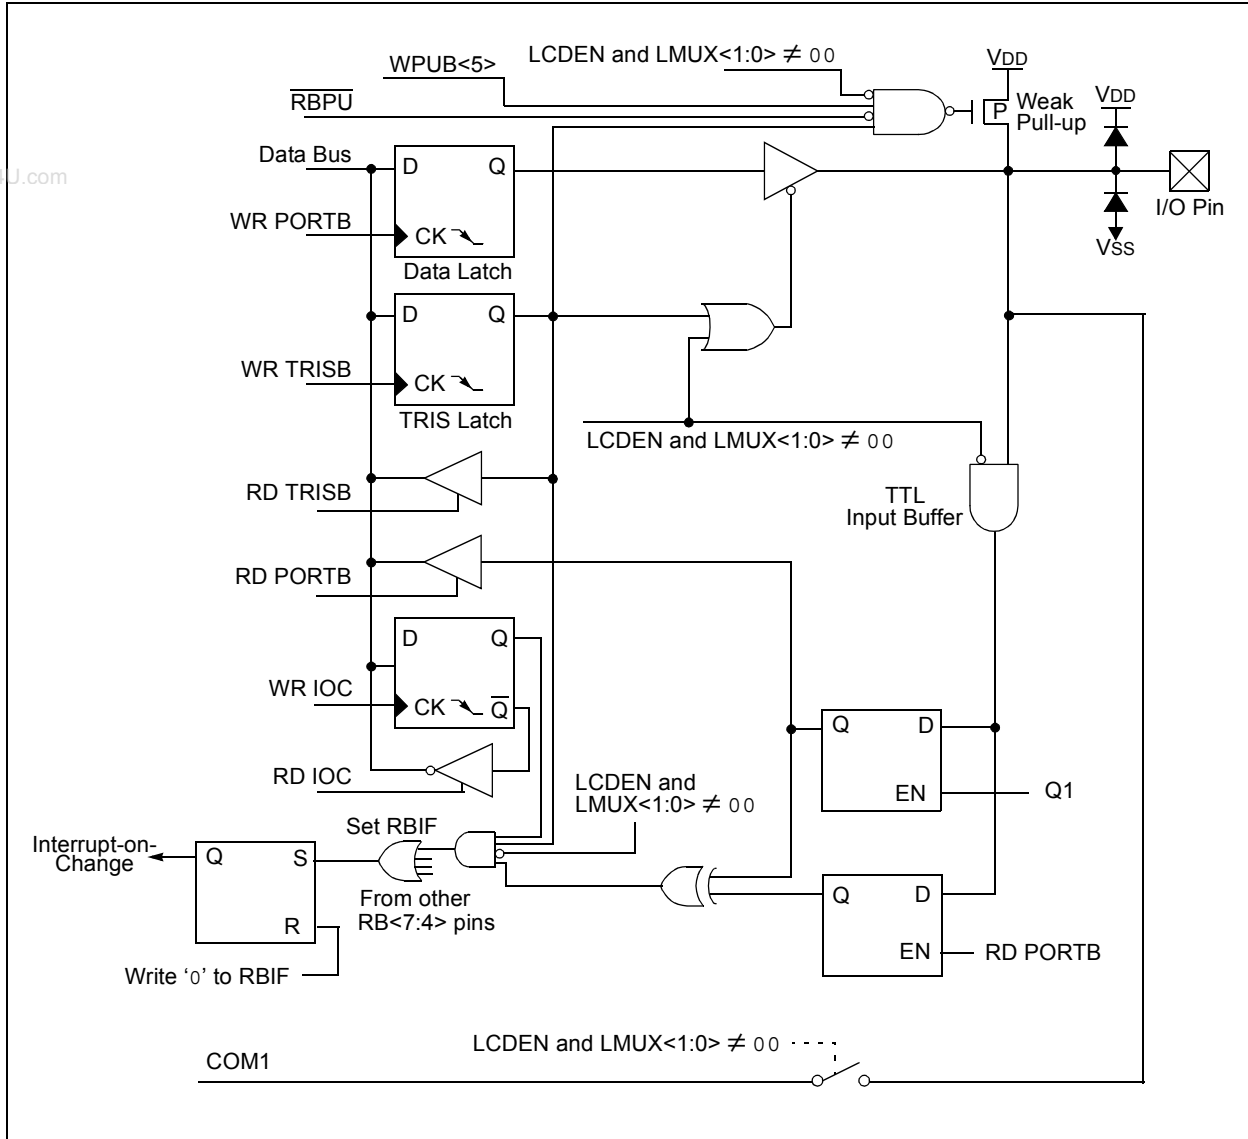 LCDEN and LMUX<1:0> ≠ 00
WPUB<5>
VDD
RBPU
P
Weak
Pull-up
VDD
Data Bus
D
Q
4U.com
I/O Pin
WR PORTB
CK
VSS
Data Latch
D
Q
WR TRISB
CK
TRIS Latch
LCDEN and LMUX<1:0> ≠ 00
RD TRISB
TTL
Input Buffer
RD PORTB
D
Q
WR IOC
CK
Q
Q
D
RD IOC
LCDEN and
LMUX<1:0> ≠ 00
EN
Q1
Set RBIF
Interrupt-on-
Change
Q
S
From other
RB<7:4> pins
Q
D
R
EN
RD PORTB
Write ‘0’ to RBIF
LCDEN and LMUX<1:0> ≠ 00
COM1